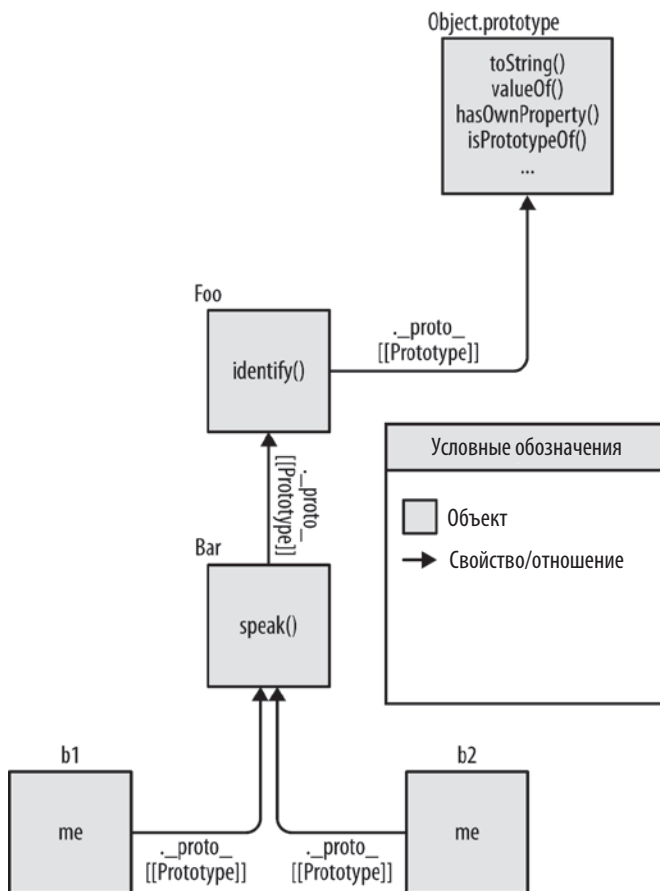 Object.prototype
toString()
valueOf()
hasOwnProperty()
isPrototypeOf()
...
Foo
identify()
._proto_
[[Prototype]]
._proto_
[[Prototype]]
Условные обозначения
Объект
Свойство/отношение
Bar
speak()
b1
me
._proto_
[[Prototype]]
b2
me
._proto_
[[Prototype]]